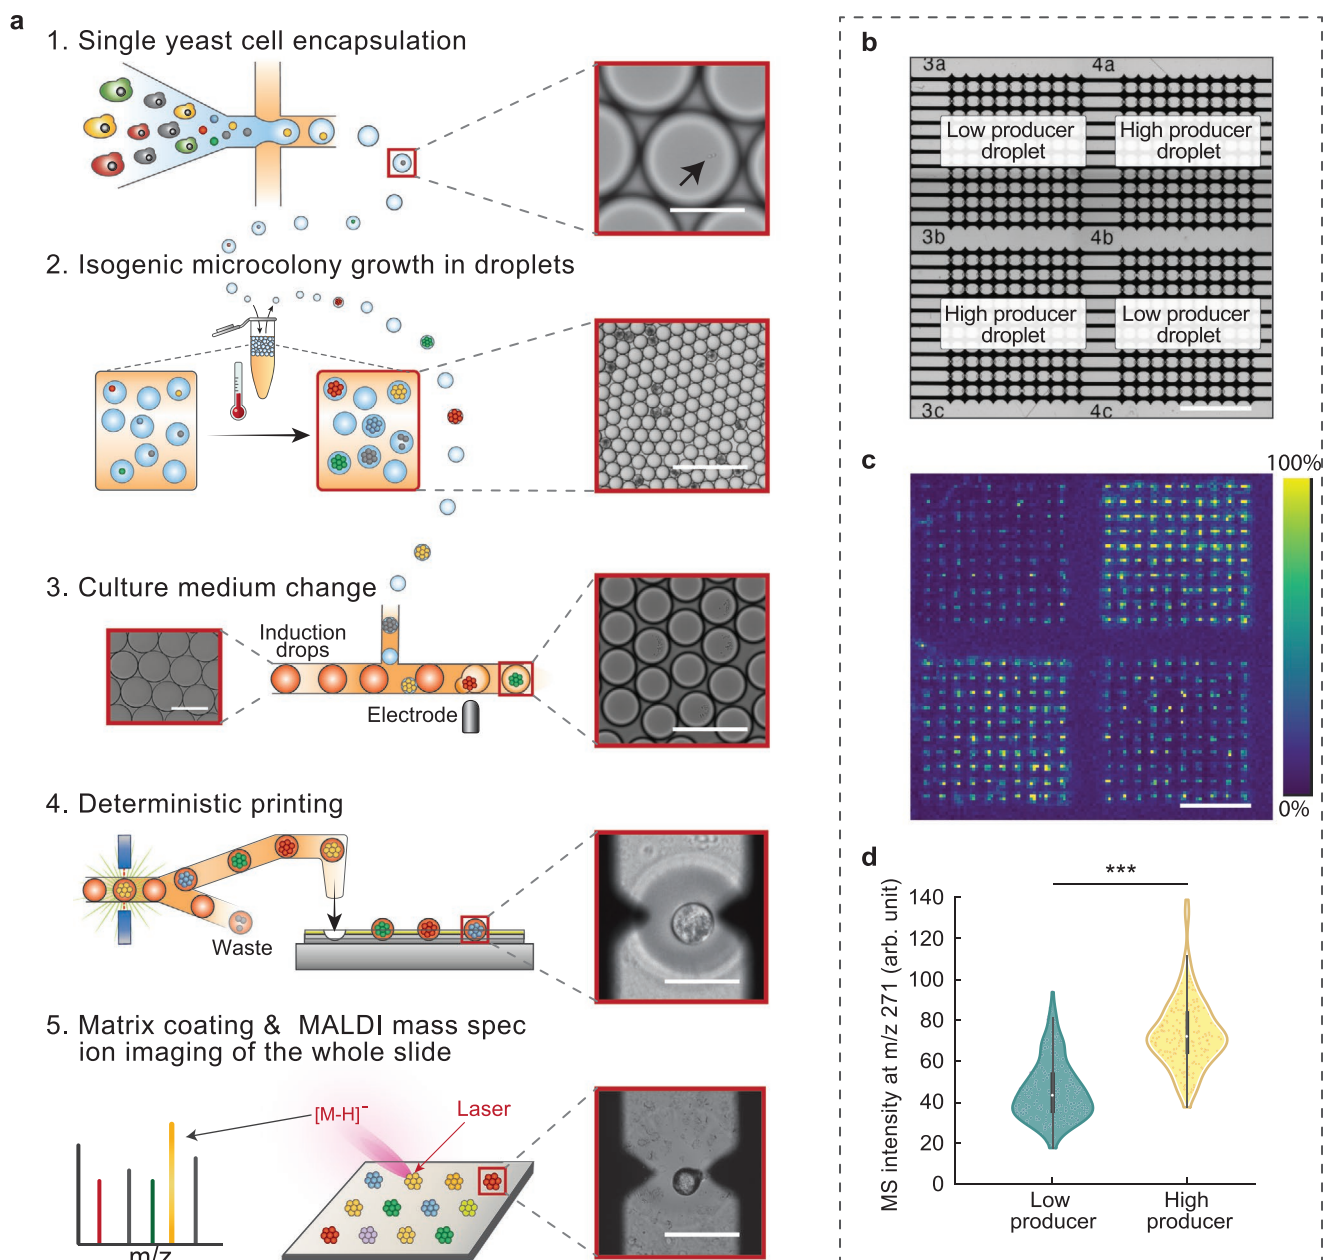 a
1. Single yeast cell encapsulation
2. Isogenic microcolony growth in droplets
3. Culture medium change
Induction
drops
Electrode
4. Deterministic printing
Waste
5. Matrix coating & MALDI mass spec
ion imaging of the whole slide
[M-H]⁻
Laser
m/z
b
3a
4a
Low producer
droplet
High producer
droplet
3b
4b
High producer
droplet
Low producer
droplet
3c
4c
c
100%
0%
d
***
MS intensity at m/z 271 (arb. unit)
140
120
100
80
60
40
20
0
Low
producer
High
producer